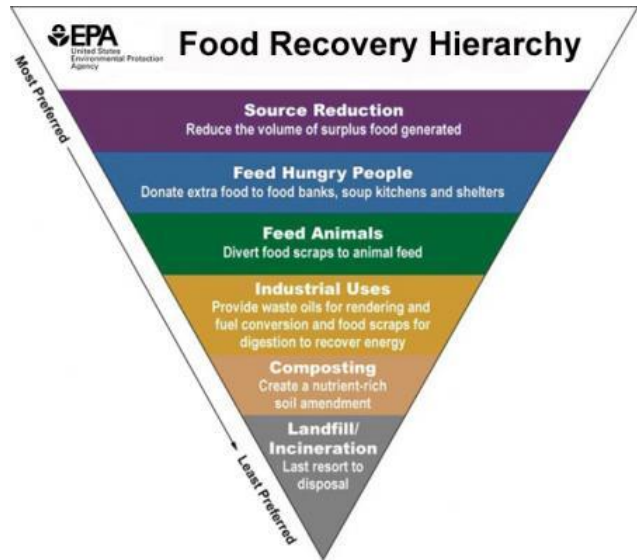 EPA
United States
Environmental Protection
Agency
Food Recovery Hierarchy
Most Preferred
Source Reduction
Reduce the volume of surplus food generated
Feed Hungry People
Donate extra food to food banks, soup kitchens and shelters
Feed Animals
Divert food scraps to animal feed
Industrial Uses
Provide waste oils for rendering and
fuel conversion and food scraps for
digestion to recover energy
Composting
Create a nutrient-rich
soil amendment
Landfill/
Incineration
Last resort to
disposal
Least Preferred